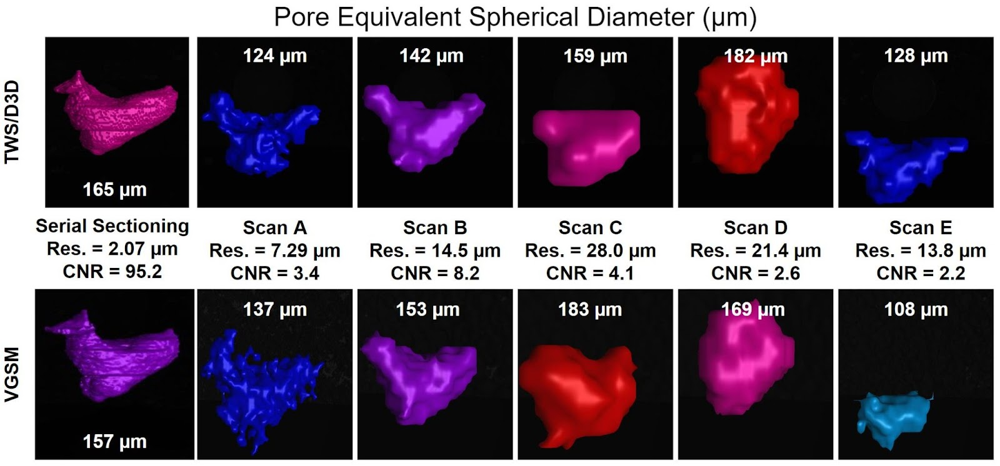 Pore Equivalent Spherical Diameter (µm)
TWS/D3D
165 µm
124 µm
142 µm
159 µm
182 µm
128 µm
Serial Sectioning
Res. = 2.07 µm
CNR = 95.2
Scan A
Res. = 7.29 µm
CNR = 3.4
Scan B
Res. = 14.5 µm
CNR = 8.2
Scan C
Res. = 28.0 µm
CNR = 4.1
Scan D
Res. = 21.4 µm
CNR = 2.6
Scan E
Res. = 13.8 µm
CNR = 2.2
VGSM
157 µm
137 µm
153 µm
183 µm
169 µm
108 µm